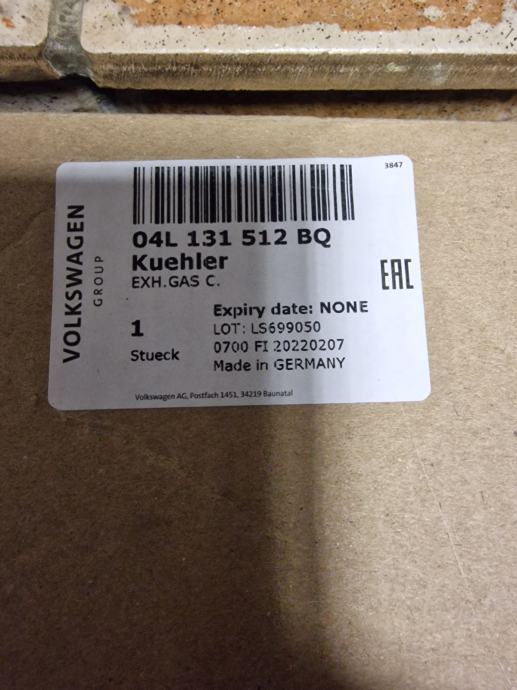 3847
VOLKSWAGEN
GROUP
04L 131 512 BQ
Kuehler
EXH.GAS C.
EAC
Expiry date: NONE
1
LOT: LS699050
Stueck
0700 FI 20220207
Made in GERMANY
Volkswagen AG, Postfach 1451, 34219 Baunatal